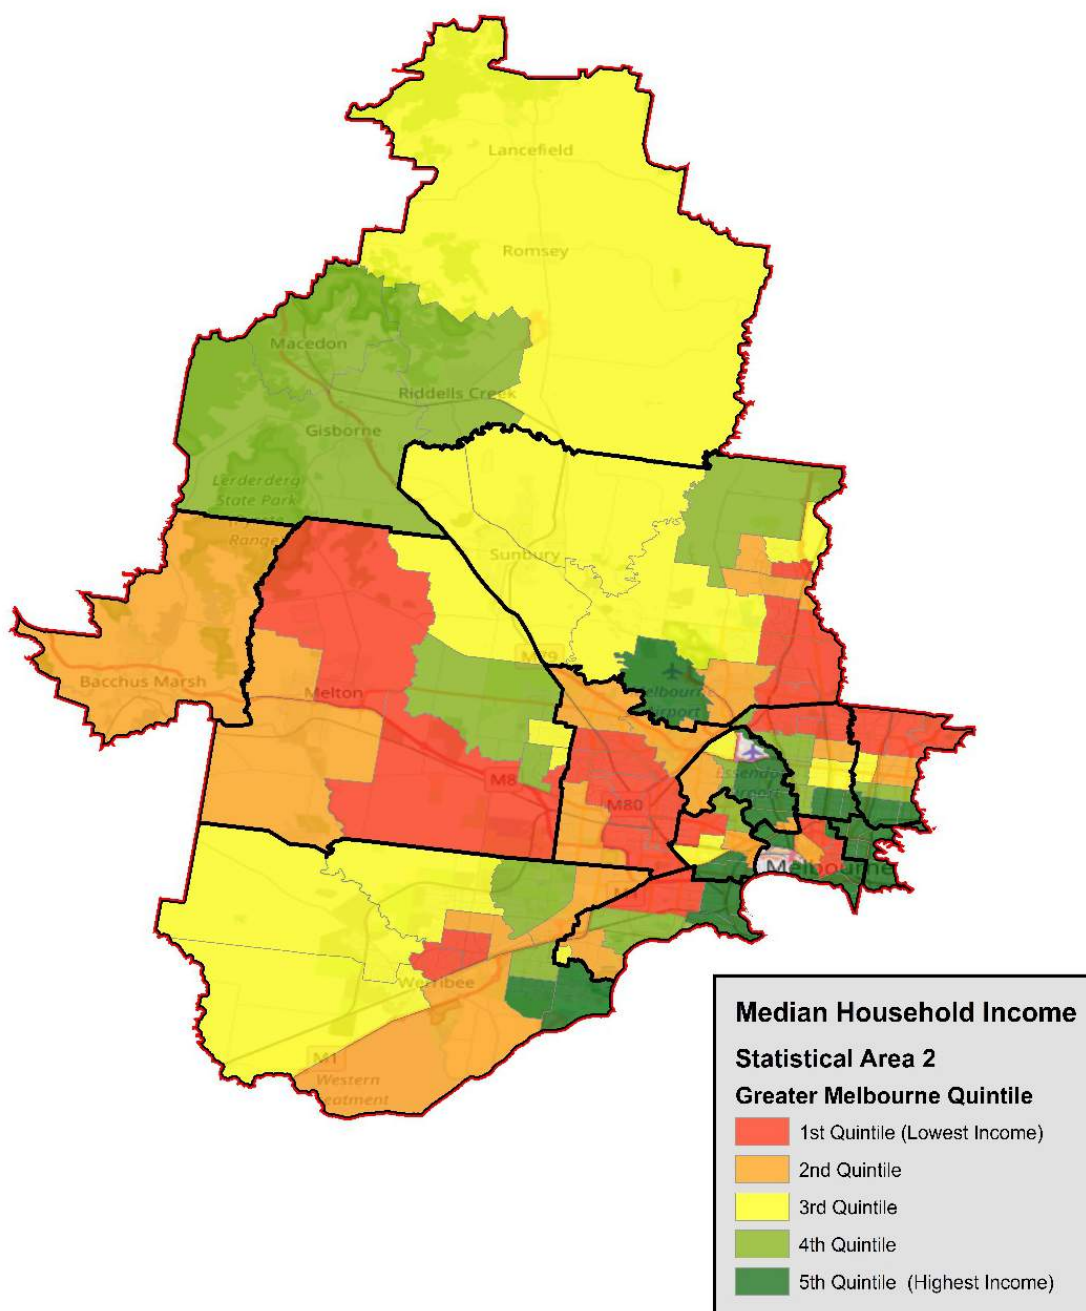 Lancefield
Romsey
Macedon
Riddells Creek
Gisborne
Lerderderg
State Park
Sunbury
Bacchus Marsh
Melton
M8
M80
Melbourne
Werribee
M1
Western
Treatment
Median Household Income
Statistical Area 2
Greater Melbourne Quintile
1st Quintile (Lowest Income)
2nd Quintile
3rd Quintile
4th Quintile
5th Quintile (Highest Income)